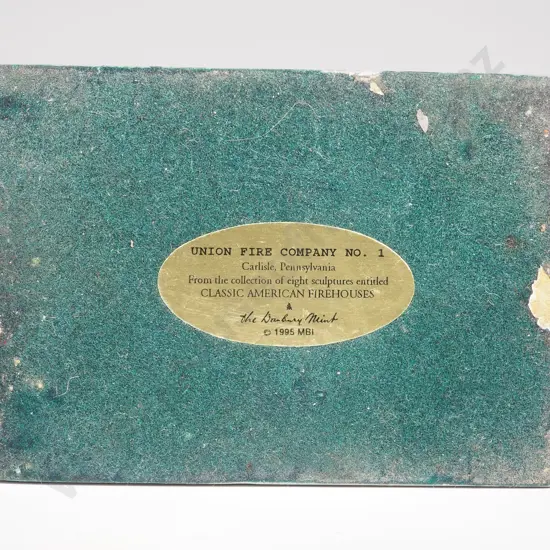 UNION FIRE COMPANY NO. 1
Carlisle, Pennsylvania
From the collection of eight sculptures entitled
CLASSIC AMERICAN FIREHOUSES
the Danbury Mint
© 1995 MBI